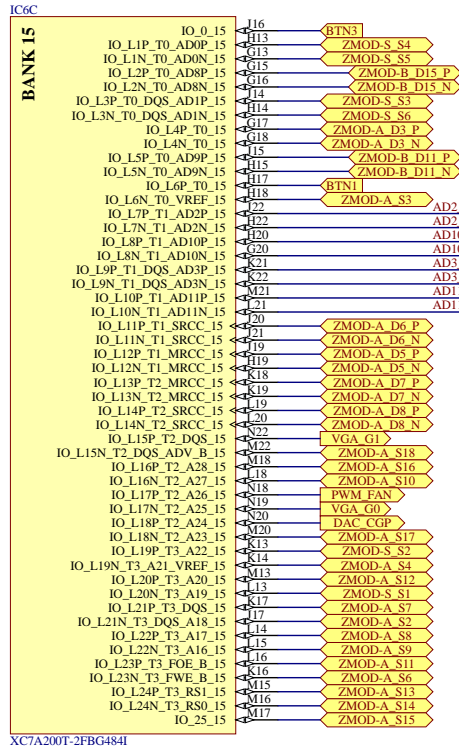 IC6C
BANK 15
IO_0_15 J16 BTN3
IO_L1P_T0_AD0P_15 H13 ZMOD-S_S4
IO_L1N_T0_AD0N_15 G13 ZMOD-S_S5
IO_L2P_T0_AD8P_15 G15 ZMOD-B_D15_P
IO_L2N_T0_AD8N_15 G16 ZMOD-B_D15_N
IO_L3P_T0_DQS_AD1P_15 J14 ZMOD-S_S3
IO_L3N_T0_DQS_AD1N_15 H14 ZMOD-S_S6
IO_L4P_T0_15 G17 ZMOD-A_D3_P
IO_L4N_T0_15 G18 ZMOD-A_D3_N
IO_L5P_T0_AD9P_15 J15 ZMOD-B_D11_P
IO_L5N_T0_AD9N_15 H15 ZMOD-B_D11_N
IO_L6P_T0_15 H17 BTN1
IO_L6N_T0_VREF_15 H18 ZMOD-A_S3
IO_L7P_T1_AD2P_15 J22 AD2_
IO_L7N_T1_AD2N_15 H22 AD2_
IO_L8P_T1_AD10P_15 H20 AD10
IO_L8N_T1_AD10N_15 G20 AD10
IO_L9P_T1_DQS_AD3P_15 K21 AD3_
IO_L9N_T1_DQS_AD3N_15 K22 AD3_
IO_L10P_T1_AD11P_15 M21 AD1
IO_L10N_T1_AD11N_15 L21 AD1
IO_L11P_T1_SRCC_15 J20 ZMOD-A_D6_P
IO_L11N_T1_SRCC_15 J21 ZMOD-A_D6_N
IO_L12P_T1_MRCC_15 J19 ZMOD-A_D5_P
IO_L12N_T1_MRCC_15 H19 ZMOD-A_D5_N
IO_L13P_T2_MRCC_15 K18 ZMOD-A_D7_P
IO_L13N_T2_MRCC_15 K19 ZMOD-A_D7_N
IO_L14P_T2_SRCC_15 L19 ZMOD-A_D8_P
IO_L14N_T2_SRCC_15 L20 ZMOD-A_D8_N
IO_L15P_T2_DQS_15 N22 VGA_G1
IO_L15N_T2_DQS_ADV_B_15 M22 ZMOD-A_S18
IO_L16P_T2_A28_15 M18 ZMOD-A_S16
IO_L16N_T2_A27_15 L18 ZMOD-A_S10
IO_L17P_T2_A26_15 N18 PWM_FAN
IO_L17N_T2_A25_15 N19 VGA_G0
IO_L18P_T2_A24_15 N20 DAC_CGP
IO_L18N_T2_A23_15 M20 ZMOD-A_S17
IO_L19P_T3_A22_15 K13 ZMOD-S_S2
IO_L19N_T3_A21_VREF_15 K14 ZMOD-A_S4
IO_L20P_T3_A20_15 M13 ZMOD-A_S12
IO_L20N_T3_A19_15 L13 ZMOD-S_S1
IO_L21P_T3_DQS_15 K17 ZMOD-A_S7
IO_L21N_T3_DQS_A18_15 J17 ZMOD-A_S2
IO_L22P_T3_A17_15 L14 ZMOD-A_S8
IO_L22N_T3_A16_15 L15 ZMOD-A_S9
IO_L23P_T3_FOE_B_15 L16 ZMOD-A_S11
IO_L23N_T3_FWE_B_15 K16 ZMOD-A_S6
IO_L24P_T3_RS1_15 M15 ZMOD-A_S13
IO_L24N_T3_RS0_15 M16 ZMOD-A_S14
IO_25_15 M17 ZMOD-A_S15
XC7A200T-2FBG484I